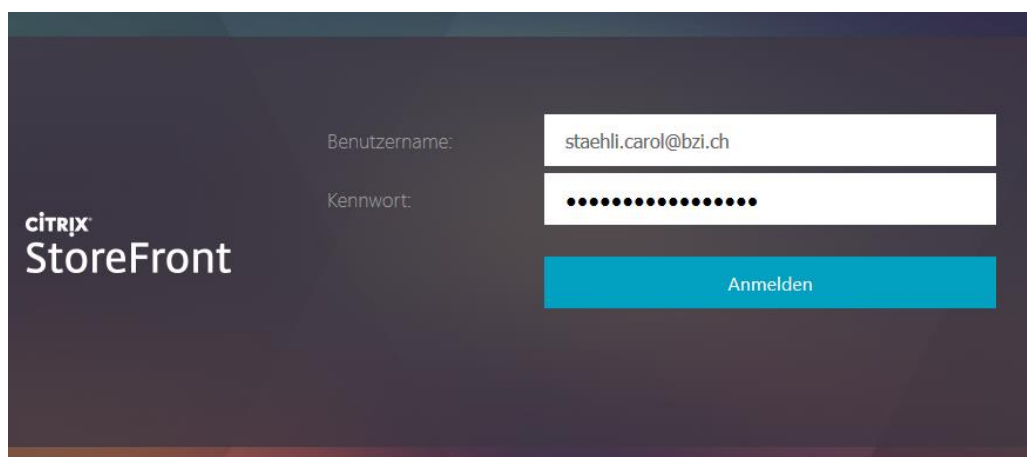 Benutzername:
staehli.carol@bzi.ch
Kennwort:
•••••••••••••••••
CITRIX
StoreFront
Anmelden